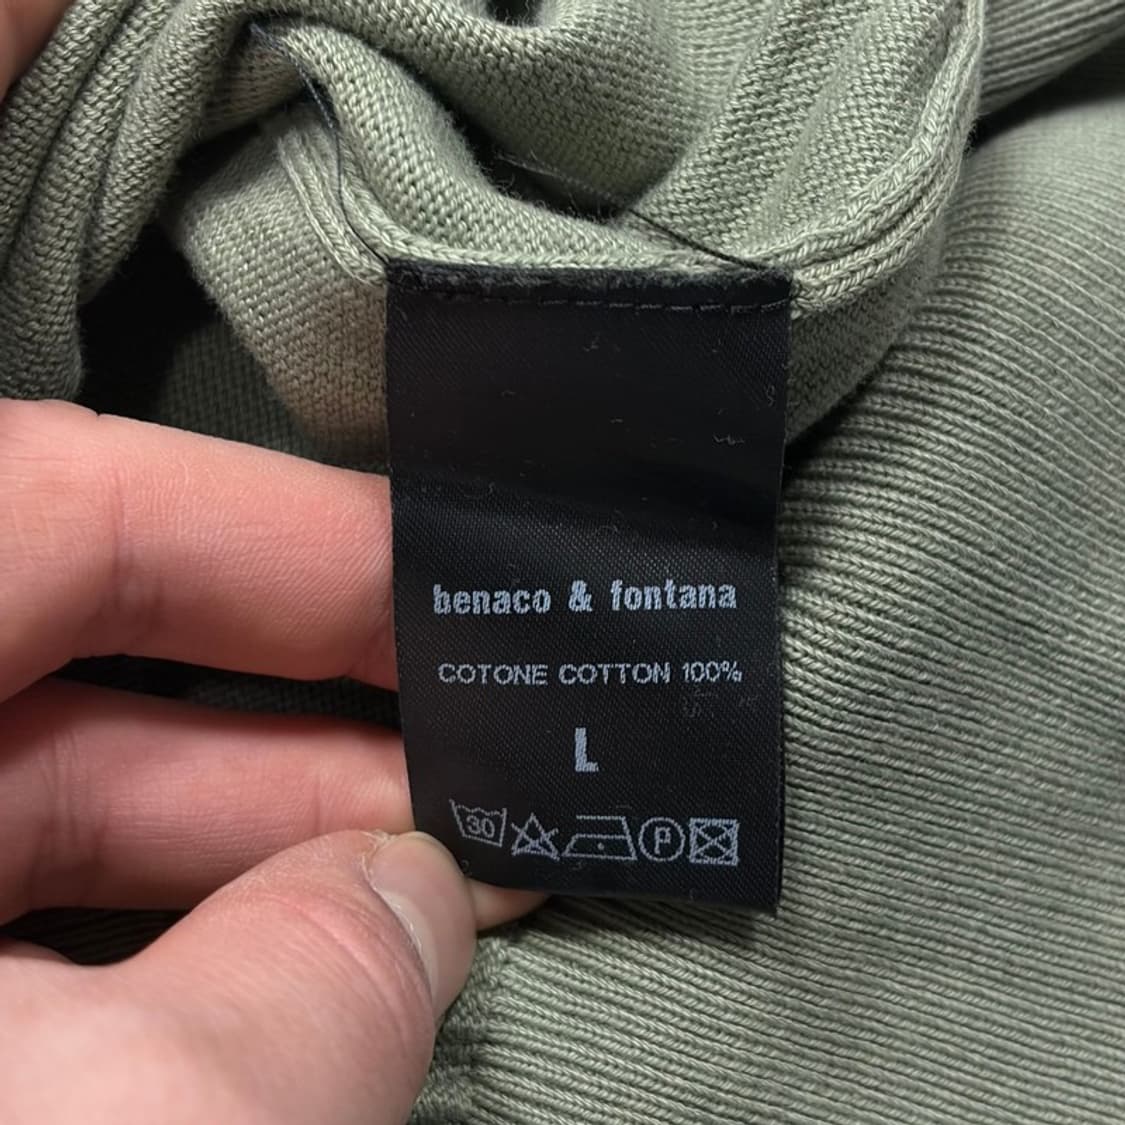 benaco & fontana
COTONE COTTON 100%
L
30 P